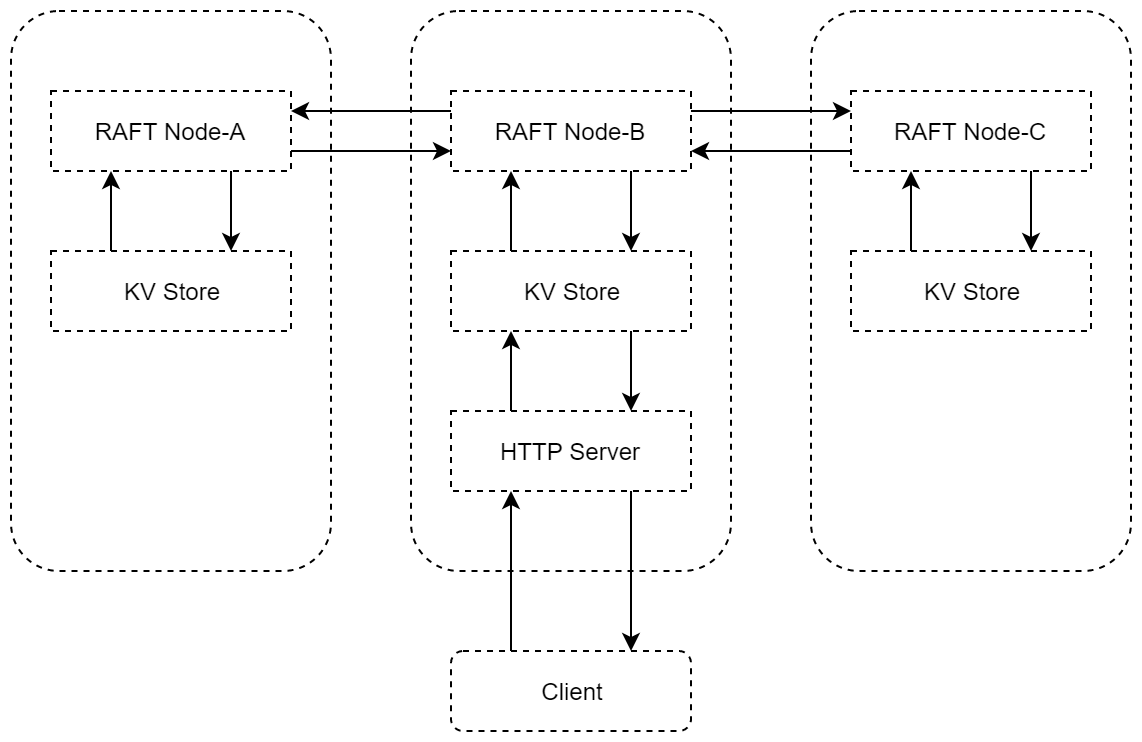 RAFT Node-A
RAFT Node-B
RAFT Node-C
KV Store
KV Store
KV Store
HTTP Server
Client